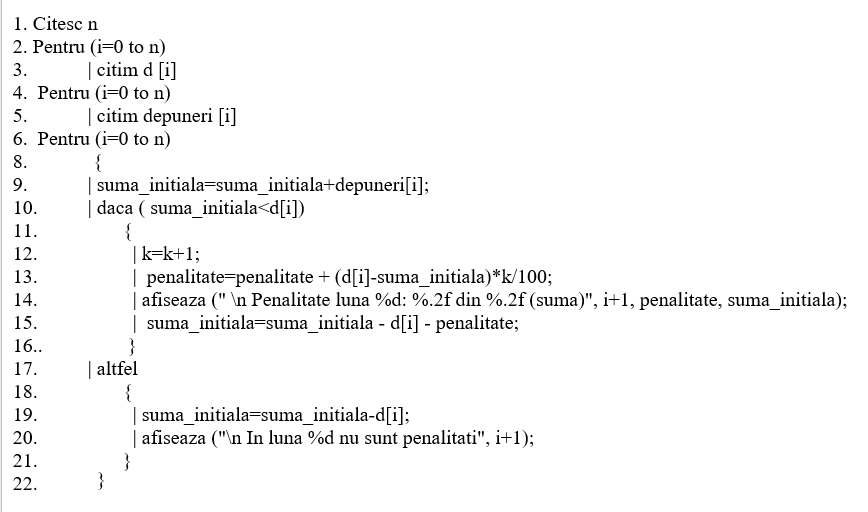 1. Citesc n
2. Pentru (i=0 to n)
3. | citim d [i]
4. Pentru (i=0 to n)
5. | citim depuneri [i]
6. Pentru (i=0 to n)
8. {
9. | suma_initiala=suma_initiala+depuneri[i];
10. | daca ( suma_initiala<d[i])
11. {
12. | k=k+1;
13. | penalitate=penalitate + (d[i]-suma_initiala)*k/100;
14. | afiseaza (" \n Penalitate luna %d: %.2f din %.2f (suma)", i+1, penalitate, suma_initiala);
15. | suma_initiala=suma_initiala - d[i] - penalitate;
16.. }
17. | altfel
18. {
19. | suma_initiala=suma_initiala-d[i];
20. | afiseaza ("\n In luna %d nu sunt penalitati", i+1);
21. }
22. }